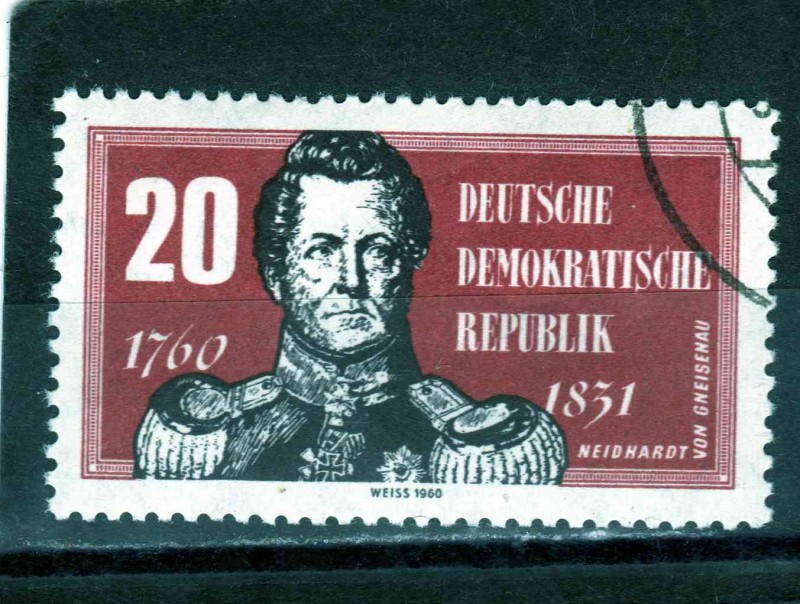 20
1760
DEUTSCHE
DEMOKRATISCHE
REPUBLIK
1831
NEIDHARDT
VON GNEISENAU
WEISS 1960